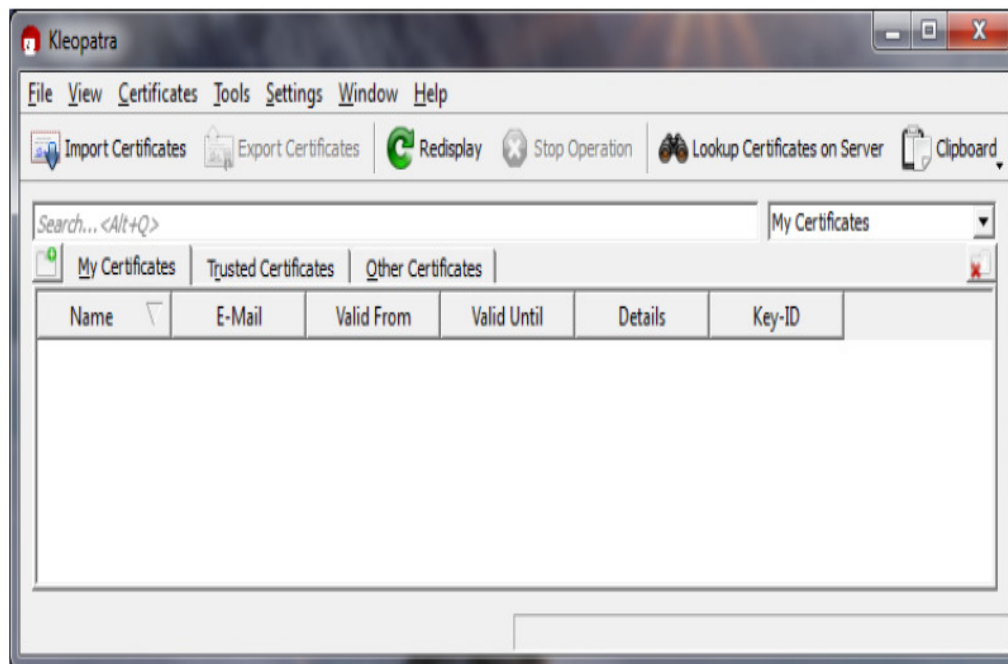 Kleopatra
File View Certificates Tools Settings Window Help
Import Certificates Export Certificates Redisplay Stop Operation Lookup Certificates on Server Clipboard
Search... <Alt+Q> My Certificates
My Certificates Trusted Certificates Other Certificates
Name E-Mail Valid From Valid Until Details Key-ID